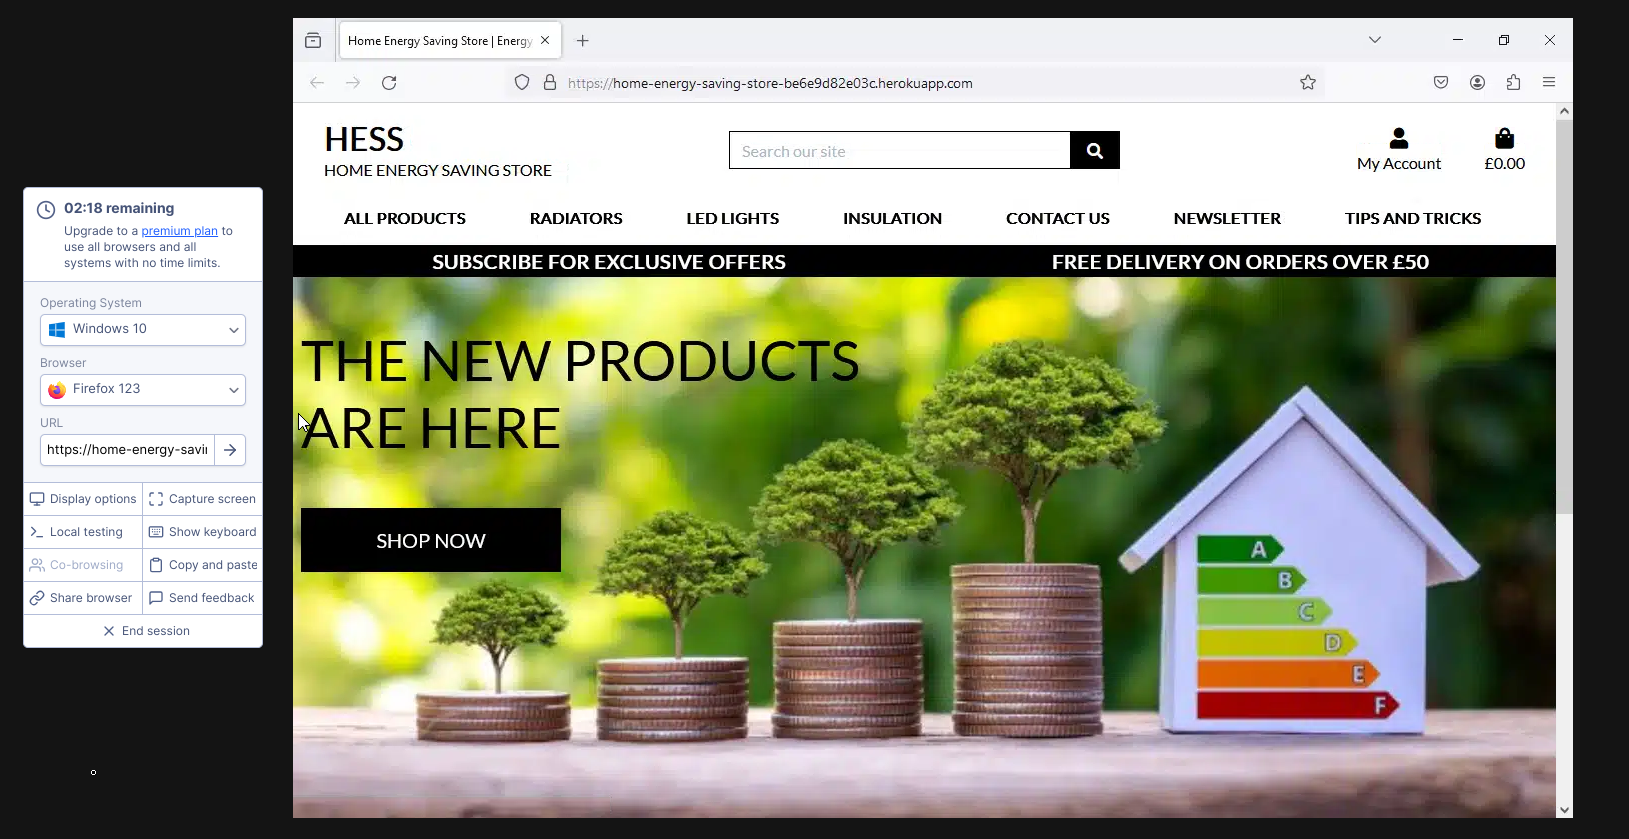 02:18 remaining
Upgrade to a premium plan to
use all browsers and all
systems with no time limits.
Operating System
Windows 10
Browser
Firefox 123
URL
https://home-energy-savin
Display options
Capture screen
Local testing
Show keyboard
Co-browsing
Copy and paste
Share browser
Send feedback
End session
Home Energy Saving Store | Energy
https://home-energy-saving-store-be6e9d82e03c.herokuapp.com
HESS
HOME ENERGY SAVING STORE
Search our site
My Account
£0.00
ALL PRODUCTS RADIATORS LED LIGHTS INSULATION CONTACT US NEWSLETTER TIPS AND TRICKS
SUBSCRIBE FOR EXCLUSIVE OFFERS FREE DELIVERY ON ORDERS OVER £50
THE NEW PRODUCTS
ARE HERE
SHOP NOW
A
B
C
D
E
F